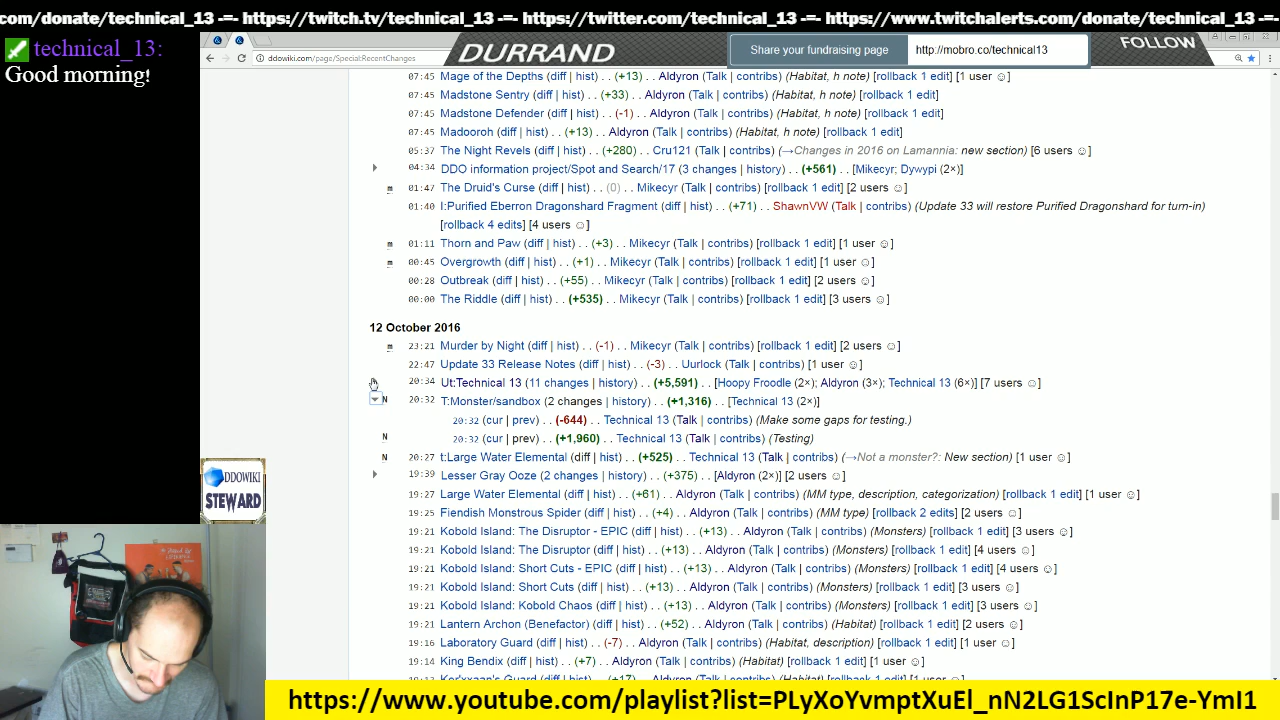 com/donate/technical_13 -=- https://twitch.tv/technical_13 -=- https://twitter.com/technical_13 -=- https://www.twitchalerts.com/donate/technical_13 -=-
technical_13:
Good morning!
DURRAND
Share your fundraising page
http://mobro.co/technical13
FOLLOW
ddowiki.com/page/Special:RecentChanges
07:45 Mage of the Depths (diff | hist) . . (+13) . . Aldyron (Talk | contribs) (Habitat, h note) [rollback 1 edit] [1 user ☺]
07:45 Madstone Sentry (diff | hist) . . (+33) . . Aldyron (Talk | contribs) (Habitat, h note) [rollback 1 edit]
07:45 Madstone Defender (diff | hist) . . (-1) . . Aldyron (Talk | contribs) (Habitat, h note) [rollback 1 edit]
07:45 Madooroh (diff | hist) . . (+13) . . Aldyron (Talk | contribs) (Habitat, h note) [rollback 1 edit]
05:37 The Night Revels (diff | hist) . . (+280) . . Cru121 (Talk | contribs) (→Changes in 2016 on Lamannia: new section) [6 users ☺]
04:34 DDO information project/Spot and Search/17 (3 changes | history) . . (+561) . . [Mikecyr; Dywypi (2×)]
m 01:47 The Druid's Curse (diff | hist) . . (0) . . Mikecyr (Talk | contribs) [rollback 1 edit] [2 users ☺]
01:40 I:Purified Eberron Dragonshard Fragment (diff | hist) . . (+71) . . ShawnVW (Talk | contribs) (Update 33 will restore Purified Dragonshard for turn-in)
[rollback 4 edits] [4 users ☺]
m 01:11 Thorn and Paw (diff | hist) . . (+3) . . Mikecyr (Talk | contribs) [rollback 1 edit] [1 user ☺]
m 00:45 Overgrowth (diff | hist) . . (+1) . . Mikecyr (Talk | contribs) [rollback 1 edit] [1 user ☺]
00:28 Outbreak (diff | hist) . . (+55) . . Mikecyr (Talk | contribs) [rollback 1 edit] [2 users ☺]
00:00 The Riddle (diff | hist) . . (+535) . . Mikecyr (Talk | contribs) [rollback 1 edit] [3 users ☺]
12 October 2016
m 23:21 Murder by Night (diff | hist) . . (-1) . . Mikecyr (Talk | contribs) [rollback 1 edit] [2 users ☺]
22:47 Update 33 Release Notes (diff | hist) . . (-3) . . Uurlock (Talk | contribs) [1 user ☺]
20:34 Ut:Technical 13 (11 changes | history) . . (+5,591) . . [Hoopy Froodle (2×); Aldyron (3×); Technical 13 (6×)] [7 users ☺]
N 20:32 T:Monster/sandbox (2 changes | history) . . (+1,316) . . [Technical 13 (2×)]
20:32 (cur | prev) . . (-644) . . Technical 13 (Talk | contribs) (Make some gaps for testing.)
N 20:32 (cur | prev) . . (+1,960) . . Technical 13 (Talk | contribs) (Testing)
N 20:27 t:Large Water Elemental (diff | hist) . . (+525) . . Technical 13 (Talk | contribs) (→Not a monster?: New section) [1 user ☺]
19:39 Lesser Gray Ooze (2 changes | history) . . (+375) . . [Aldyron (2×)] [2 users ☺]
19:27 Large Water Elemental (diff | hist) . . (+61) . . Aldyron (Talk | contribs) (MM type, description, categorization) [rollback 1 edit] [1 user ☺]
19:25 Fiendish Monstrous Spider (diff | hist) . . (+4) . . Aldyron (Talk | contribs) (MM type) [rollback 2 edits] [2 users ☺]
19:21 Kobold Island: The Disruptor - EPIC (diff | hist) . . (+13) . . Aldyron (Talk | contribs) (Monsters) [rollback 1 edit] [3 users ☺]
19:21 Kobold Island: The Disruptor (diff | hist) . . (+13) . . Aldyron (Talk | contribs) (Monsters) [rollback 1 edit] [4 users ☺]
19:21 Kobold Island: Short Cuts - EPIC (diff | hist) . . (+13) . . Aldyron (Talk | contribs) (Monsters) [rollback 1 edit] [4 users ☺]
19:21 Kobold Island: Short Cuts (diff | hist) . . (+13) . . Aldyron (Talk | contribs) (Monsters) [rollback 1 edit] [3 users ☺]
19:21 Kobold Island: Kobold Chaos (diff | hist) . . (+13) . . Aldyron (Talk | contribs) (Monsters) [rollback 1 edit] [3 users ☺]
19:21 Lantern Archon (Benefactor) (diff | hist) . . (+52) . . Aldyron (Talk | contribs) (Habitat) [rollback 1 edit] [2 users ☺]
19:16 Laboratory Guard (diff | hist) . . (-7) . . Aldyron (Talk | contribs) (Habitat, description) [rollback 1 edit] [1 user ☺]
19:14 King Bendix (diff | hist) . . (+7) . . Aldyron (Talk | contribs) (Habitat) [rollback 1 edit] [1 user ☺]
DDOWIKI
STEWARD
https://www.youtube.com/playlist?list=PLyXoYvmptXuEl_nN2LG1ScInP17e-YmI1